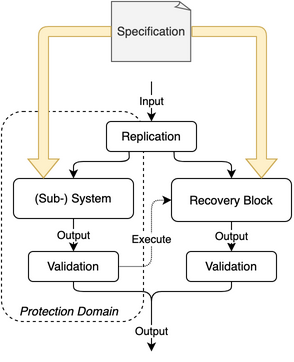 Specification
Input
Replication
(Sub-) System
Recovery Block
Output
Output
Execute
Validation
Validation
Protection Domain
Output